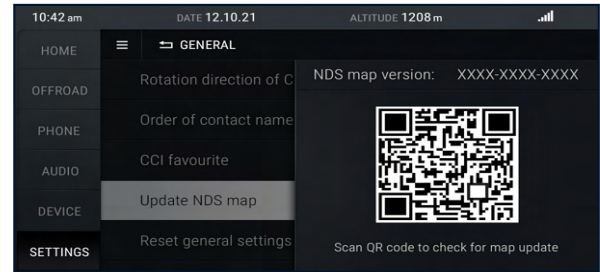 10:42 am DATE 12.10.21 ALTITUDE 1208 m
HOME
OFFROAD
PHONE
AUDIO
DEVICE
SETTINGS
GENERAL
Rotation direction of C
Order of contact name
CCI favourite
Update NDS map
Reset general settings
NDS map version: XXXX-XXXX-XXXX
Scan QR code to check for map update